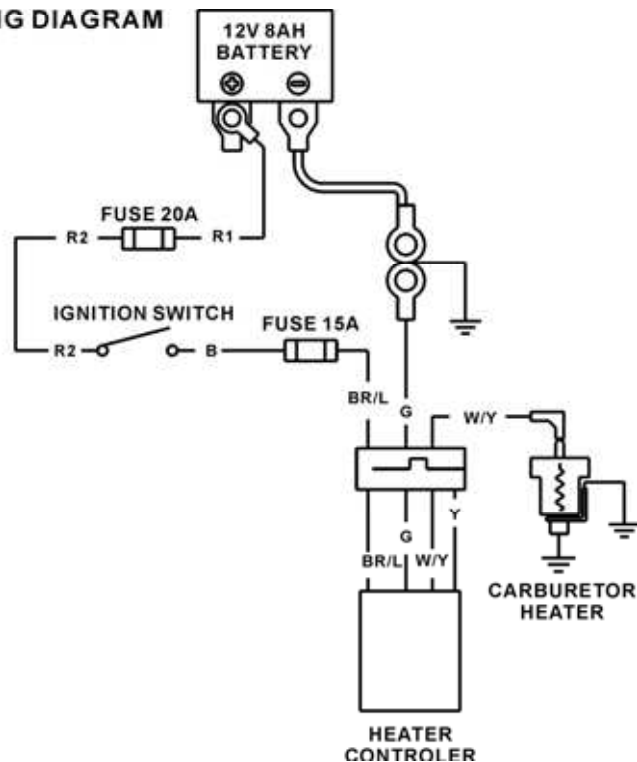 NG DIAGRAM
12V 8AH
BATTERY
FUSE 20A
R2
R1
IGNITION SWITCH
R2
B
FUSE 15A
BR/L
G
W/Y
Y
G
BR/L
W/Y
CARBURETOR
HEATER
HEATER
CONTROLER